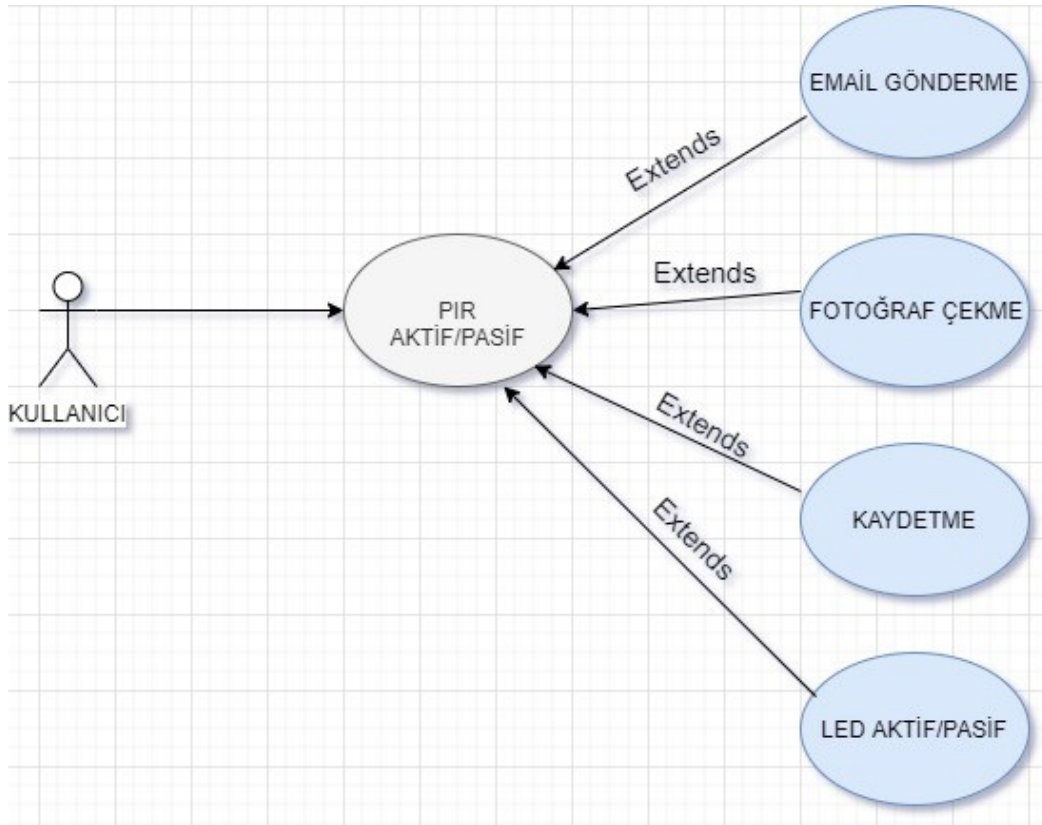 EMAİL GÖNDERME
Extends
Extends
FOTOĞRAF ÇEKME
PIR
AKTİF/PASİF
KULLANICI
Extends
KAYDETME
Extends
LED AKTİF/PASİF